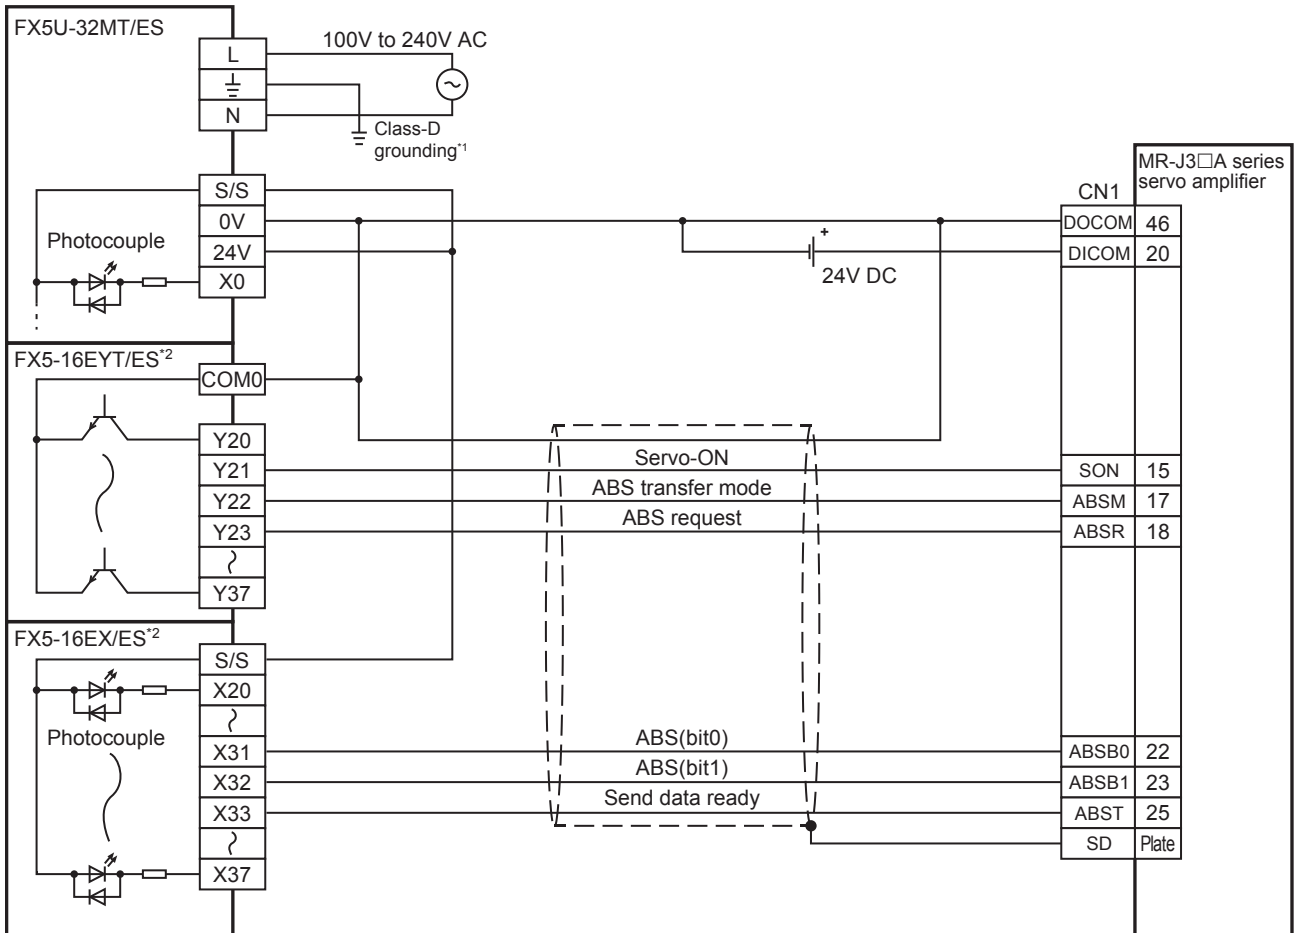 FX5U-32MT/ES
L
100V to 240V AC
N
Class-D
grounding*1
MR-J3□A series
servo amplifier
CN1
S/S
0V
DOCOM 46
Photocouple
24V
+
DICOM 20
24V DC
X0
FX5-16EYT/ES*2
COM0
Y20
Y21 Servo-ON SON 15
Y22 ABS transfer mode ABSM 17
Y23 ABS request ABSR 18
Y37
FX5-16EX/ES*2
S/S
X20
Photocouple
X31 ABS(bit0) ABSB0 22
X32 ABS(bit1) ABSB1 23
X33 Send data ready ABST 25
SD Plate
X37